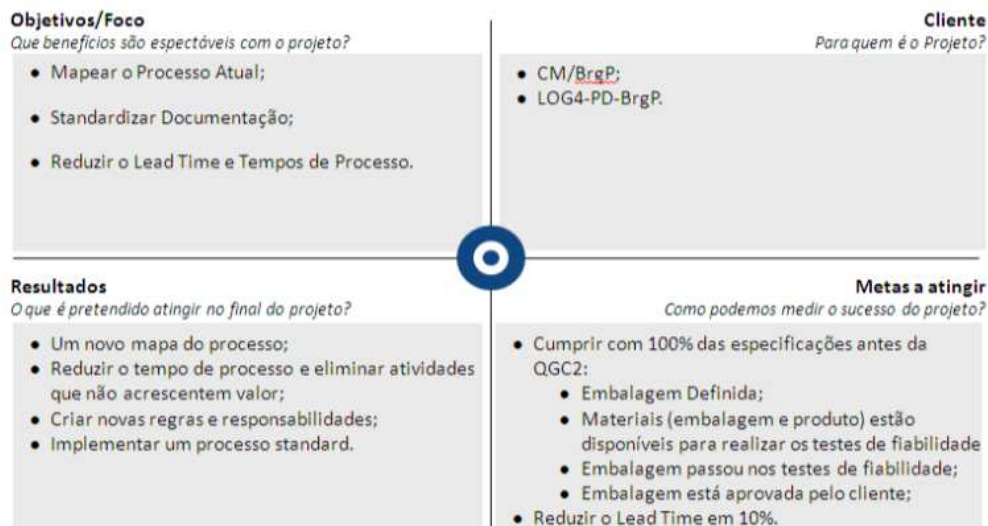 Objetivos/Foco
Que benefícios são espectáveis com o projeto?
● Mapear o Processo Atual;
● Standardizar Documentação;
● Reduzir o Lead Time e Tempos de Processo.
Cliente
Para quem é o Projeto?
● CM/BrgP;
● LOG4-PD-BrgP.
Resultados
O que é pretendido atingir no final do projeto?
● Um novo mapa do processo;
● Reduzir o tempo de processo e eliminar atividades
que não acrescentem valor;
● Criar novas regras e responsabilidades;
● Implementar um processo standard.
Metas a atingir
Como podemos medir o sucesso do projeto?
● Cumprir com 100% das especificações antes da
QGC2:
● Embalagem Definida;
● Materiais (embalagem e produto) estão
disponíveis para realizar os testes de fiabilidade
● Embalagem passou nos testes de fiabilidade;
● Embalagem está aprovada pelo cliente;
● Reduzir o Lead Time em 10%.